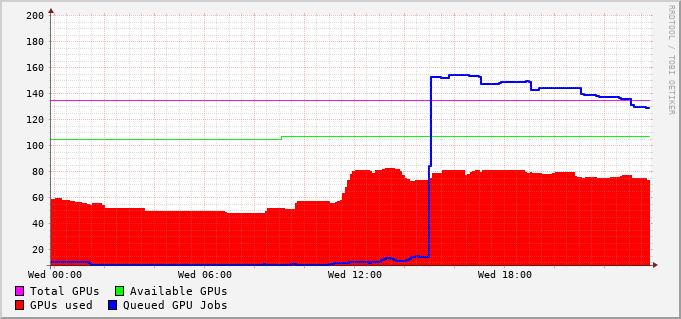 200
180
160
140
120
100
80
60
40
20
Wed 00:00 Wed 06:00 Wed 12:00 Wed 18:00
Total GPUs Available GPUs
GPUs used Queued GPU Jobs
RRDTOOL / TOBI OETIKER